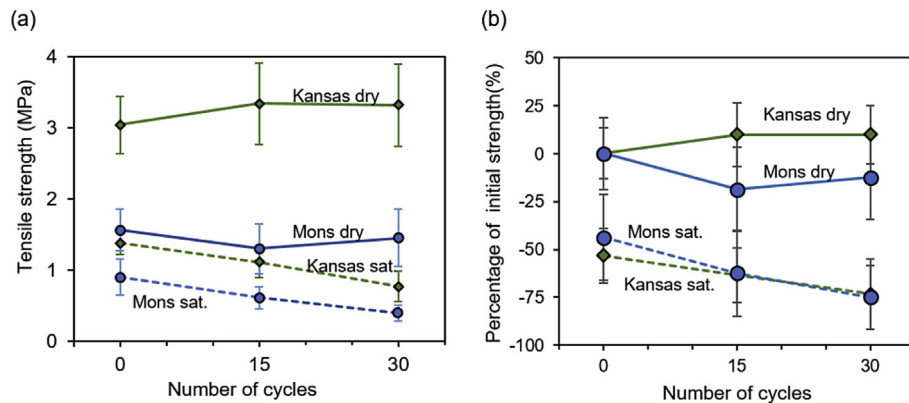 (a)
4
3
2
1
0
Tensile strength (MPa)
Kansas dry
Mons dry
Kansas sat.
Mons sat.
0 15 30
Number of cycles
(b)
50
25
0
-25
-50
-75
-100
Percentage of initial strength(%)
Kansas dry
Mons dry
Mons sat.
Kansas sat.
0 15 30
Number of cycles